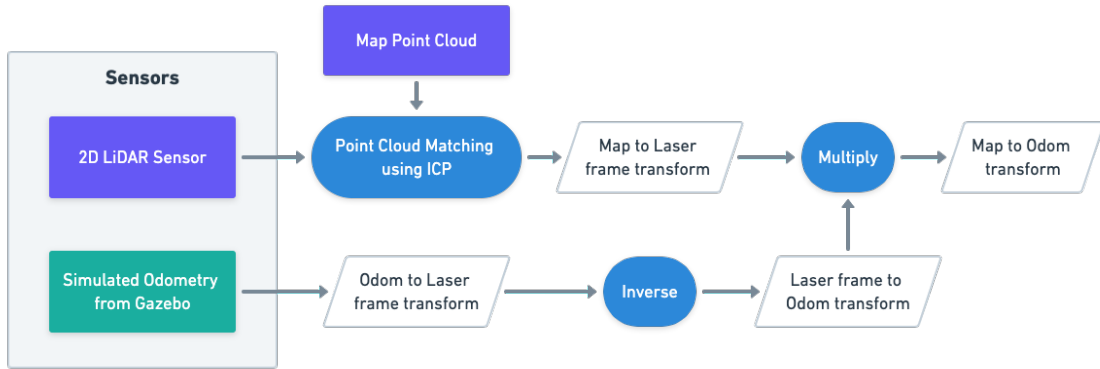 Map Point Cloud
Sensors
2D LiDAR Sensor
Point Cloud Matching
using ICP
Map to Laser
frame transform
Multiply
Map to Odom
transform
Simulated Odometry
from Gazebo
Odom to Laser
frame transform
Inverse
Laser frame to
Odom transform